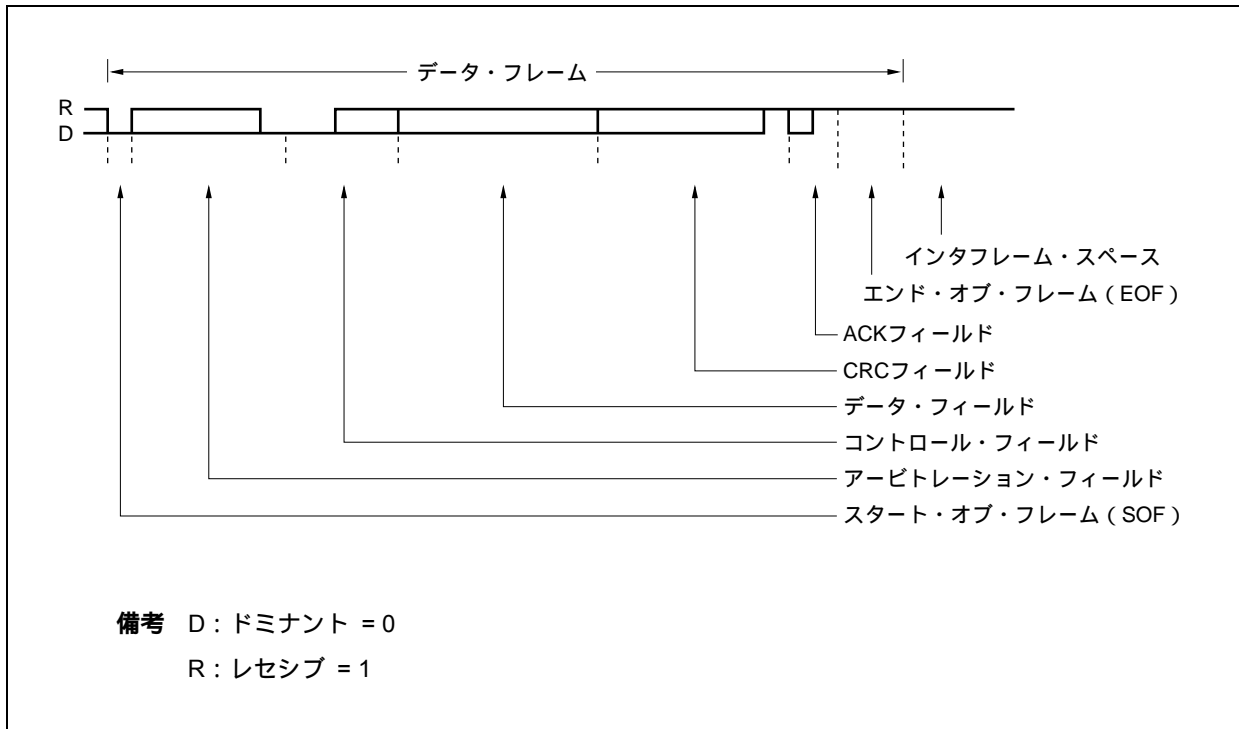 データ・フレーム
R
D
インタフレーム・スペース
エンド・オブ・フレーム（EOF）
ACKフィールド
CRCフィールド
データ・フィールド
コントロール・フィールド
アービトレーション・フィールド
スタート・オブ・フレーム（SOF）
備考 D：ドミナント = 0
R：レセシブ = 1